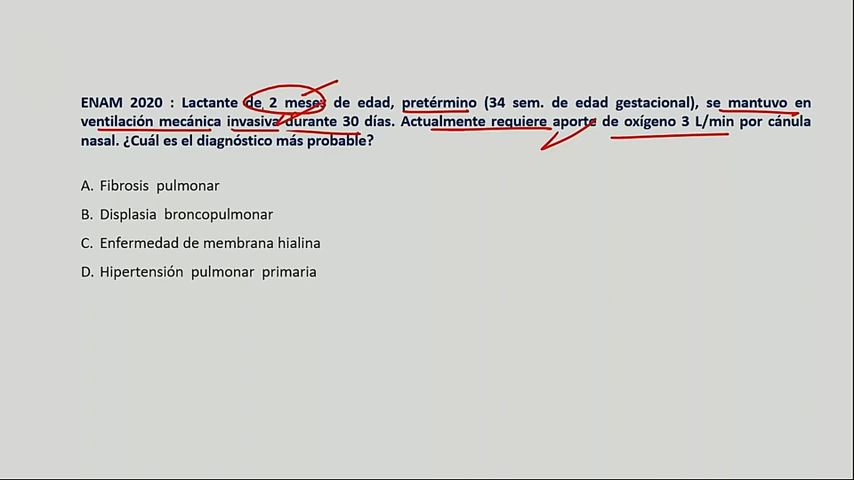 ENAM 2020 : Lactante de 2 meses de edad, pretérmino (34 sem. de edad gestacional), se mantuvo en
ventilación mecánica invasiva durante 30 días. Actualmente requiere aporte de oxígeno 3 L/min por cánula
nasal. ¿Cuál es el diagnóstico más probable?
A. Fibrosis pulmonar
B. Displasia broncopulmonar
C. Enfermedad de membrana hialina
D. Hipertensión pulmonar primaria